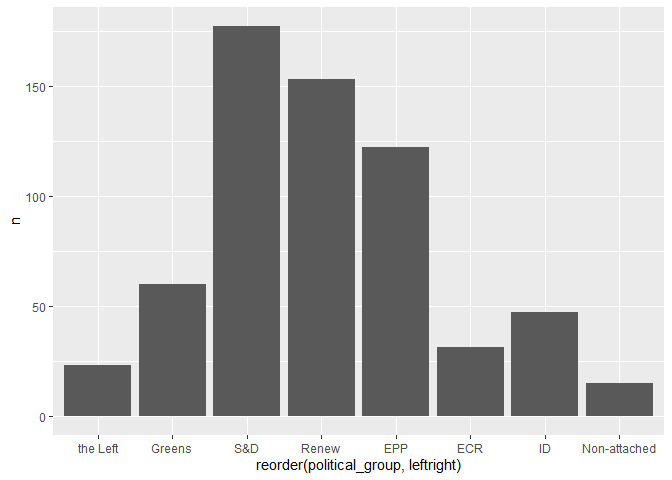 150
100
50
0
n
the Left Greens S&D Renew EPP ECR ID Non-attached
reorder(political_group, leftright)